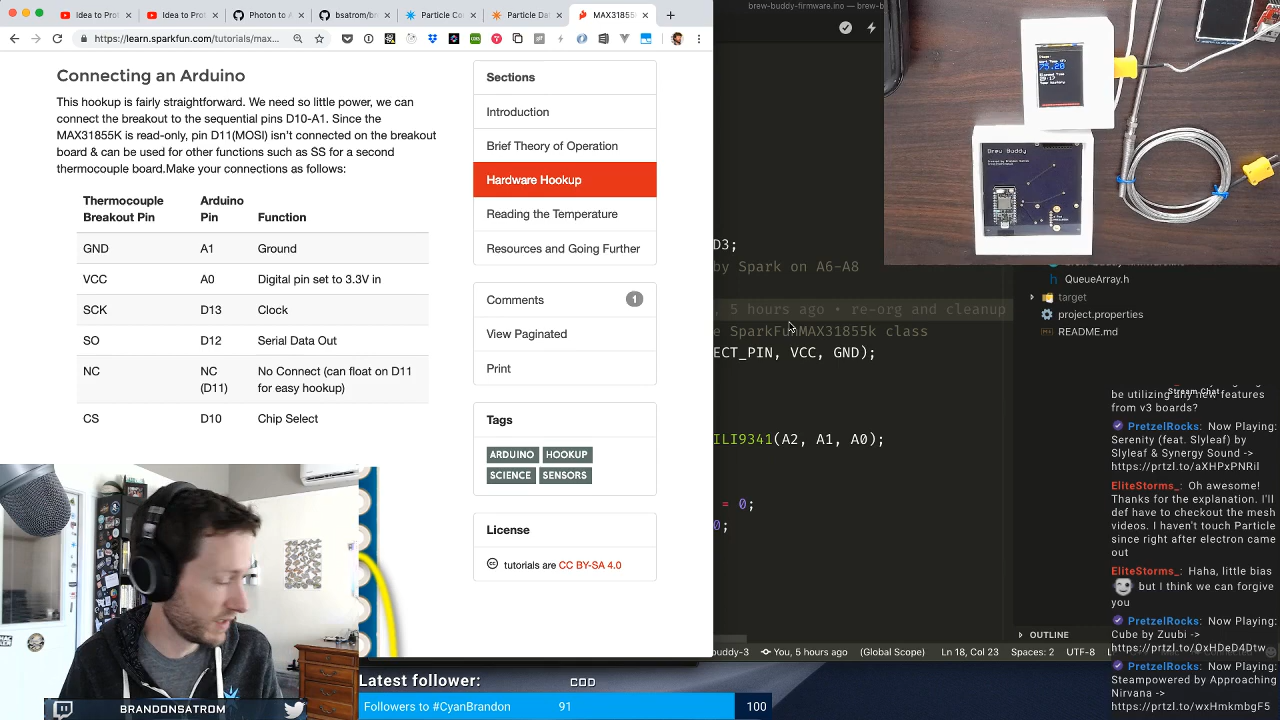 Ideo to Pro
Ideo to Pro
Photon to A
bsatrom/br
Particle Cor
Particle Dat
MAX31855
https://learn.sparkfun.com/tutorials/max...
Connecting an Arduino
This hookup is fairly straightforward. We need so little power, we can
connect the breakout to the sequential pins D10-A1. Since the
MAX31855K is read-only, pin D11(MOSI) isn't connected on the breakout
board & can be used for other functions such as SS for a second
thermocouple board.Make your connections as follows:
Thermocouple Breakout Pin Arduino Pin Function
GND A1 Ground
VCC A0 Digital pin set to 3.3V in
SCK D13 Clock
SO D12 Serial Data Out
NC NC (D11) No Connect (can float on D11 for easy hookup)
CS D10 Chip Select
Sections
Introduction
Brief Theory of Operation
Hardware Hookup
Reading the Temperature
Resources and Going Further
Comments 1
View Paginated
Print
Tags
ARDUINO HOOKUP
SCIENCE SENSORS
License
tutorials are CC BY-SA 4.0
brew-buddy-firmware.ino — brew-b
D3;
by Spark on A6-A8
, 5 hours ago • re-org and cleanup
e SparkFunMAX31855k class
ECT_PIN, VCC, GND);
ILI9341(A2, A1, A0);
= 0;
0;
QueueArray.h
target
project.properties
README.md
OUTLINE
buddy-3 You, 5 hours ago (Global Scope) Ln 18, Col 23 Spaces: 2 UTF-8
75.20
Brew Buddy
Stream Chat
be utilizing any new features
from v3 boards?
PretzelRocks: Now Playing:
Serenity (feat. Slyleaf) by
Slyleaf & Synergy Sound ->
EliteStorms_: Oh awesome!
Thanks for the explanation. I'll
def have to checkout the mesh
videos. I haven't touch Particle
since right after electron came
out
EliteStorms_: Haha, little bias
but I think we can forgive
you
PretzelRocks: Now Playing:
Cube by Zuubi ->
https://prtzl.to/oxHDeD4Dtw
PretzelRocks: Now Playing:
Steampowered by Approaching
Nirvana ->
https://prtzl.to/wxHmkmbgF5
BRANDONSATROM
Latest follower: COD
Followers to #CyanBrandon 91 100